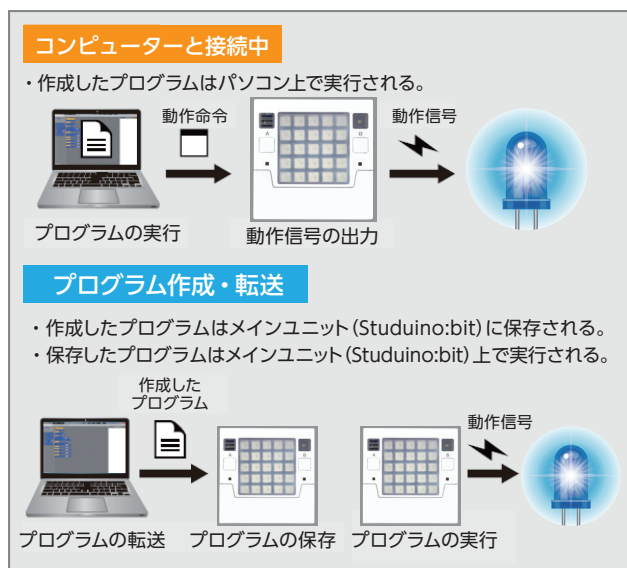 コンピューターと接続中
・作成したプログラムはパソコン上で実行される。
動作命令
動作信号
プログラムの実行
動作信号の出力
プログラム作成・転送
・作成したプログラムはメインユニット(Studuino:bit)に保存される。
・保存したプログラムはメインユニット(Studuino:bit)上で実行される。
作成した
プログラム
動作信号
プログラムの転送
プログラムの保存
プログラムの実行